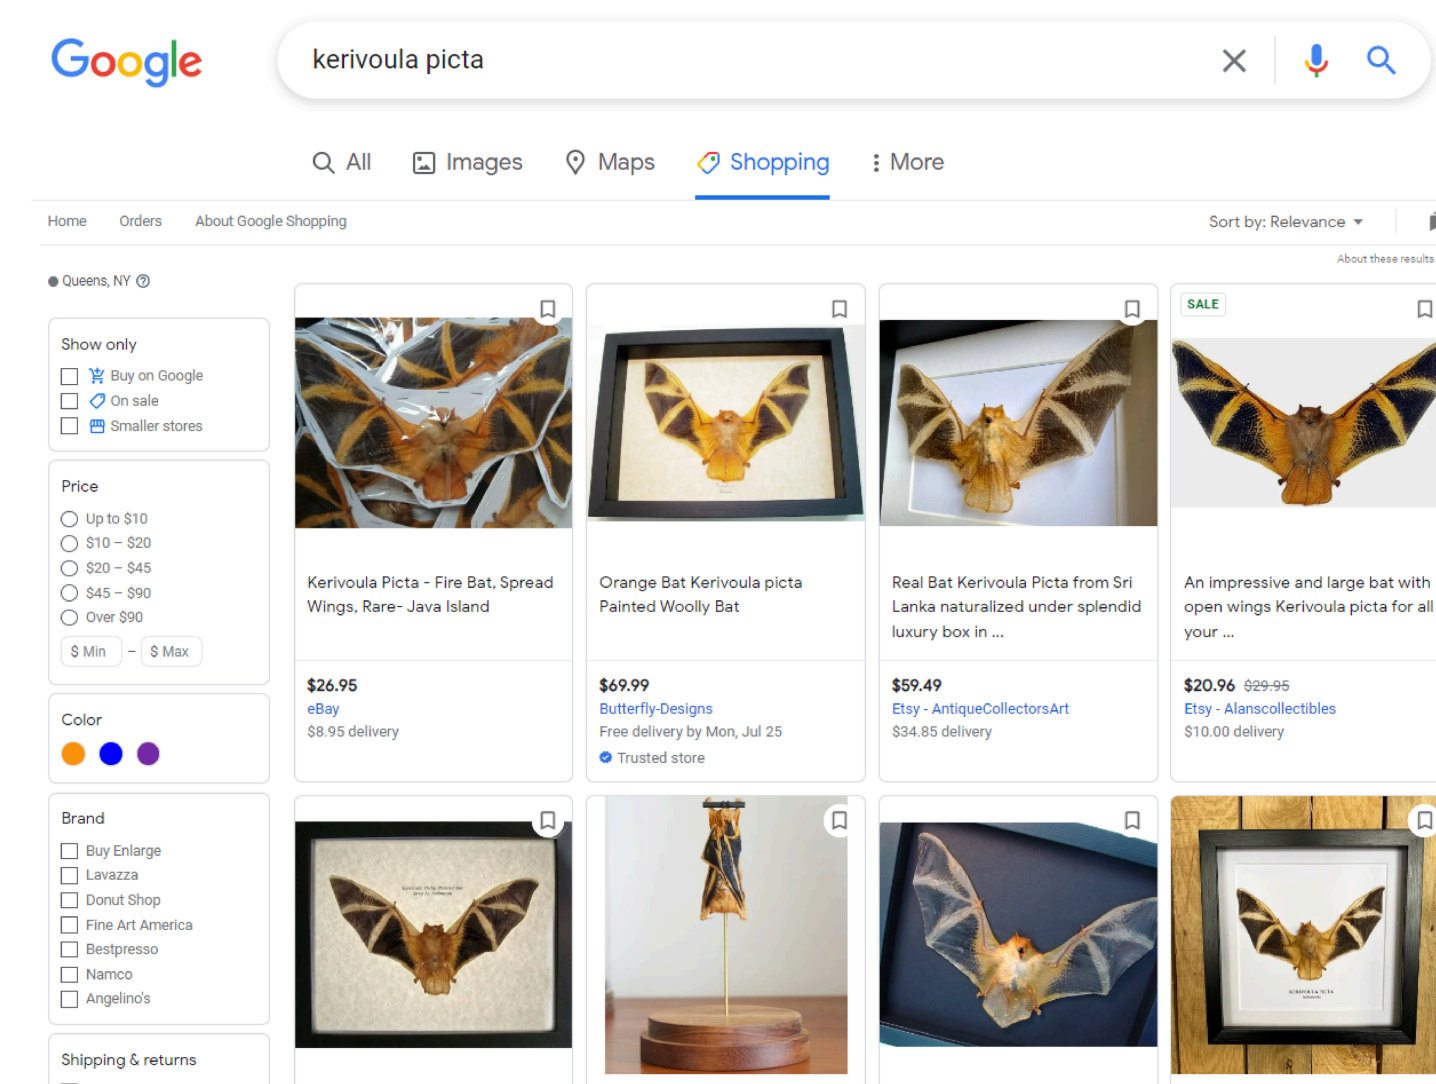 Google
kerivoula picta
All
Images
Maps
Shopping
More
Home
Orders
About Google Shopping
Sort by: Relevance
About these results
Queens, NY
Show only
Buy on Google
On sale
Smaller stores
Price
Up to $10
$10 – $20
$20 – $45
$45 – $90
Over $90
$ Min – $ Max
Color
Brand
Buy Enlarge
Lavazza
Donut Shop
Fine Art America
Bestpresso
Namco
Angelino's
Shipping & returns
Kerivoula Picta - Fire Bat, Spread
Wings, Rare- Java Island
$26.95
eBay
$8.95 delivery
Orange Bat Kerivoula picta
Painted Woolly Bat
$69.99
Butterfly-Designs
Free delivery by Mon, Jul 25
Trusted store
Real Bat Kerivoula Picta from Sri
Lanka naturalized under splendid
luxury box in ...
$59.49
Etsy - AntiqueCollectorsArt
$34.85 delivery
SALE
An impressive and large bat with
open wings Kerivoula picta for all
your ...
$20.96 $29.95
Etsy - Alanscollectibles
$10.00 delivery
KERIVOULA PICTA